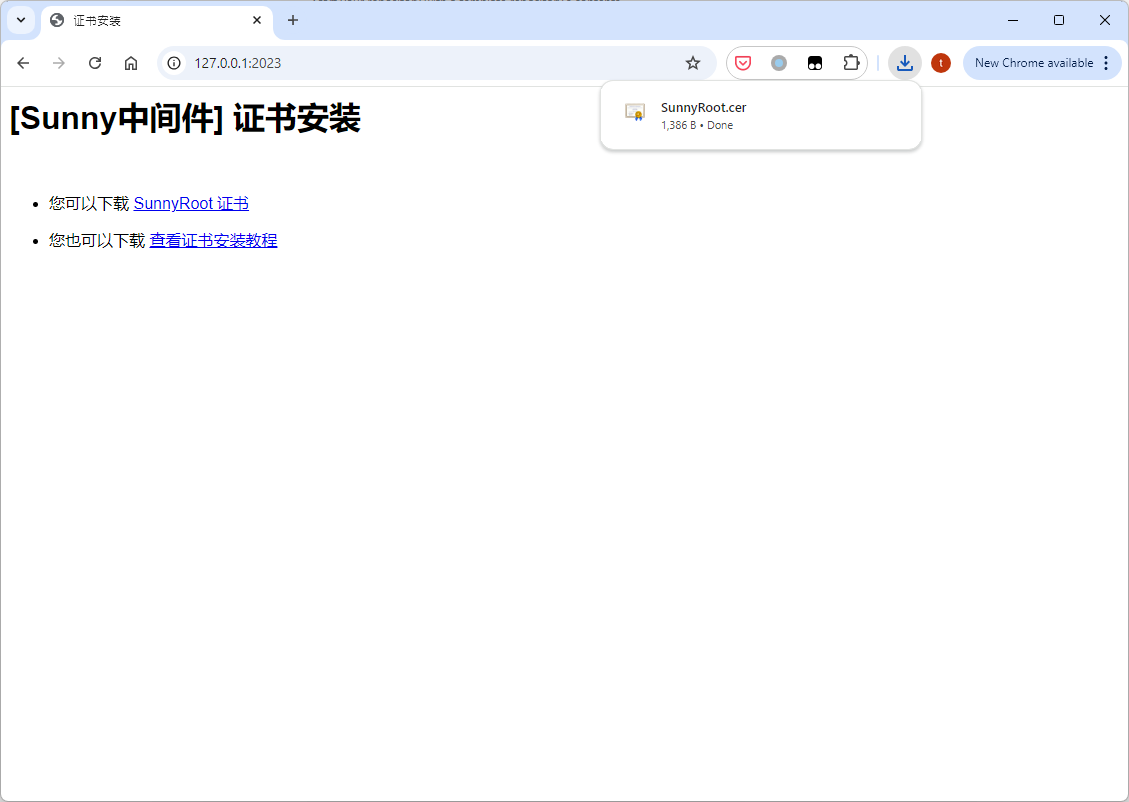 证书安装
127.0.0.1:2023
t
New Chrome available
SunnyRoot.cer
1,386 B • Done
[Sunny中间件] 证书安装
您可以下载 SunnyRoot 证书
您也可以下载 查看证书安装教程